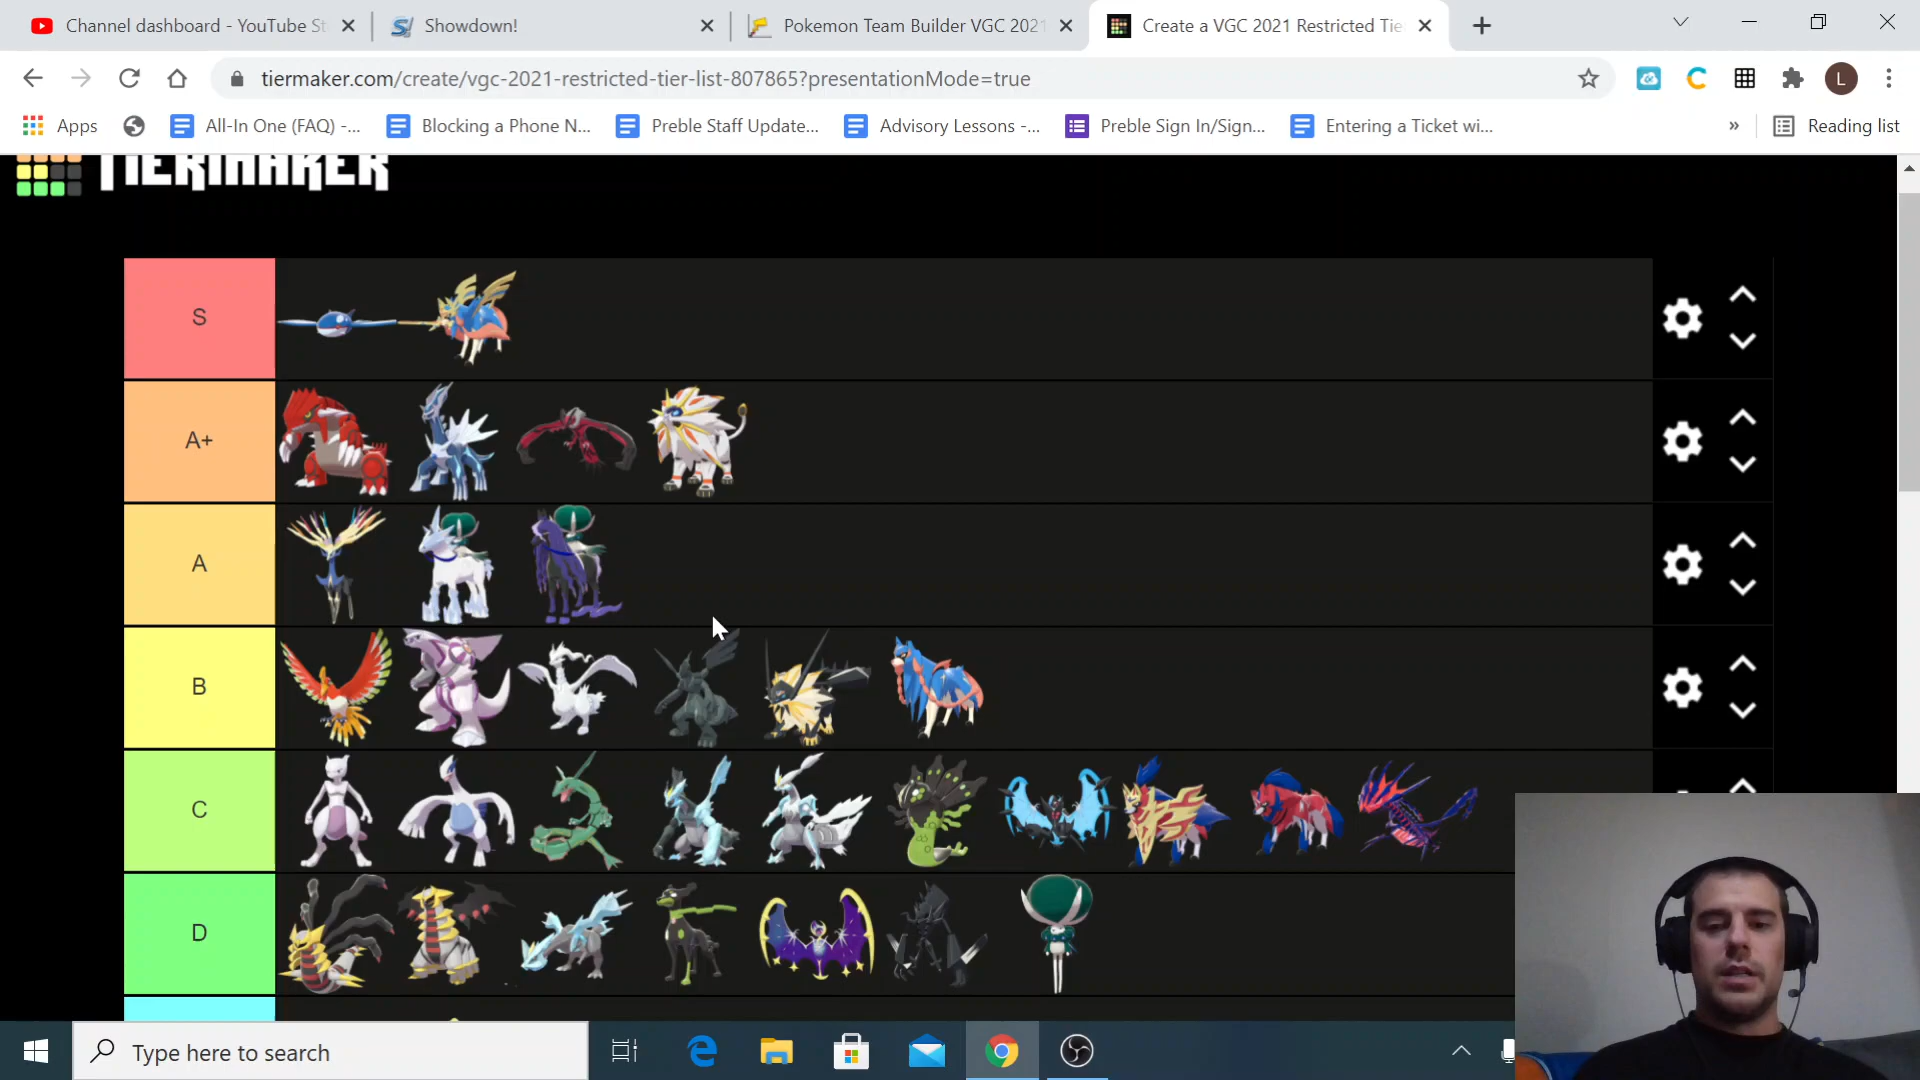 Channel dashboard - YouTube St
Showdown!
Pokemon Team Builder VGC 2021
Create a VGC 2021 Restricted Tie
tiermaker.com/create/vgc-2021-restricted-tier-list-807865?presentationMode=true
L
Apps
All-In One (FAQ) -...
Blocking a Phone N...
Preble Staff Update...
Advisory Lessons -...
Preble Sign In/Sign...
Entering a Ticket wi...
»
Reading list
TIERMAKER
S
A+
A
B
C
D
Type here to search